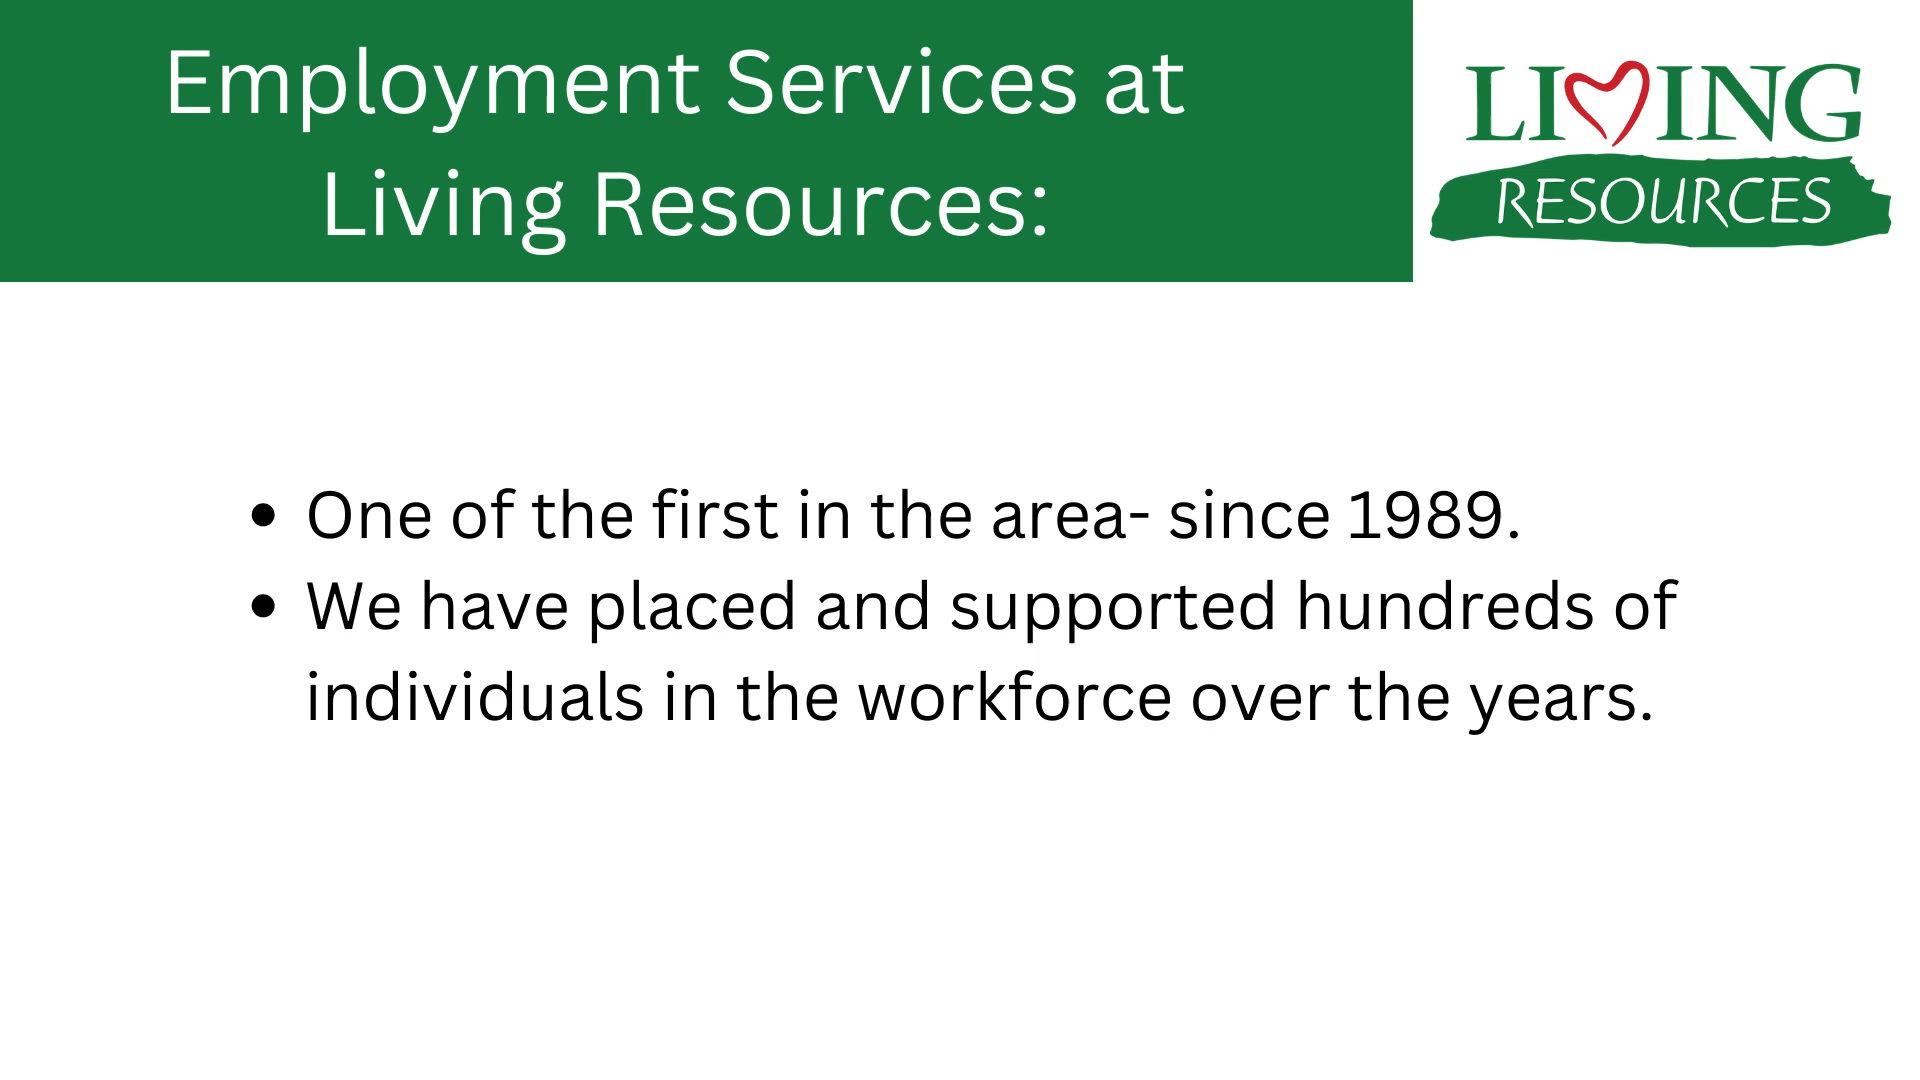 Employment Services at
Living Resources:
LIVING
RESOURCES
• One of the first in the area- since 1989.
• We have placed and supported hundreds of
individuals in the workforce over the years.